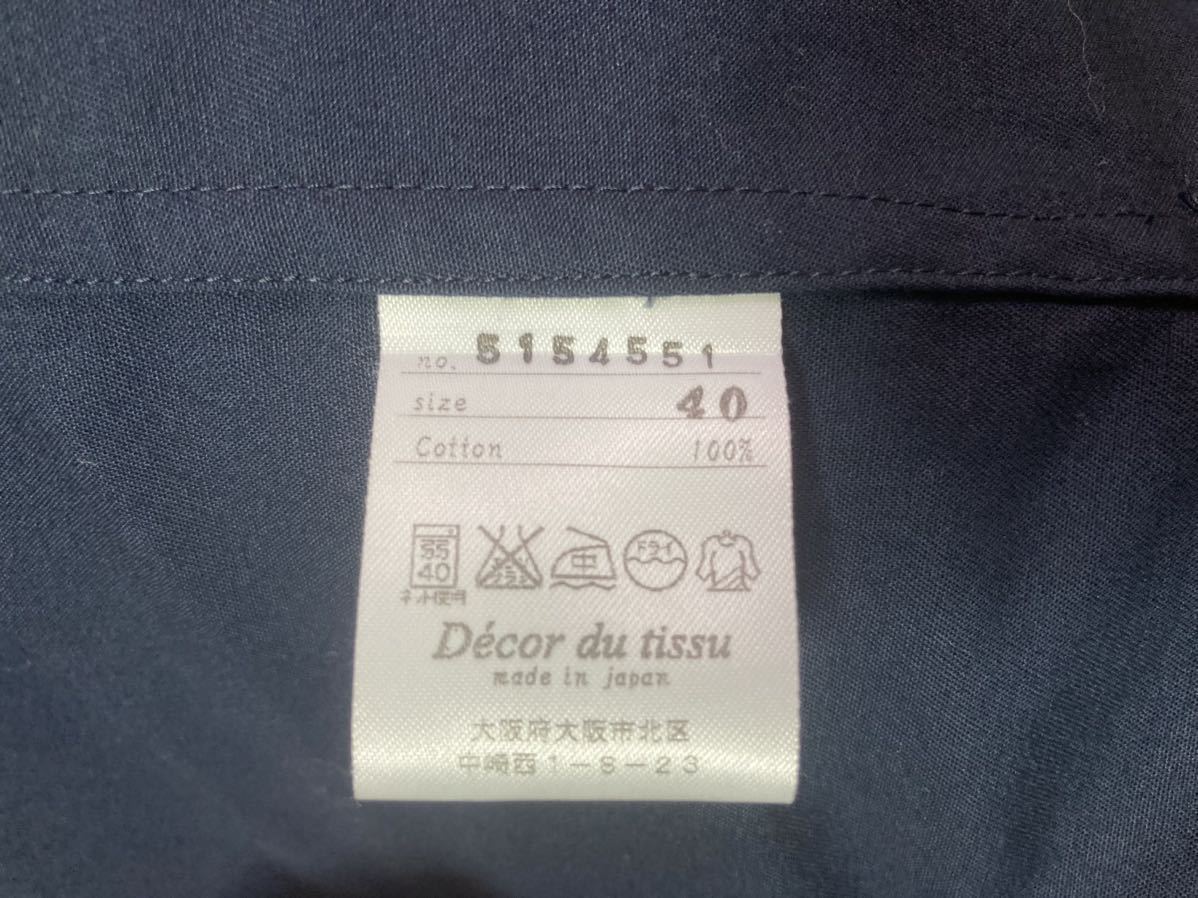 no. 5154551
size 40
Cotton 100%
中 ドライ
40
ネット使用
Décor du tissu
made in japan
大阪府大阪市北区
中崎西1-8-23